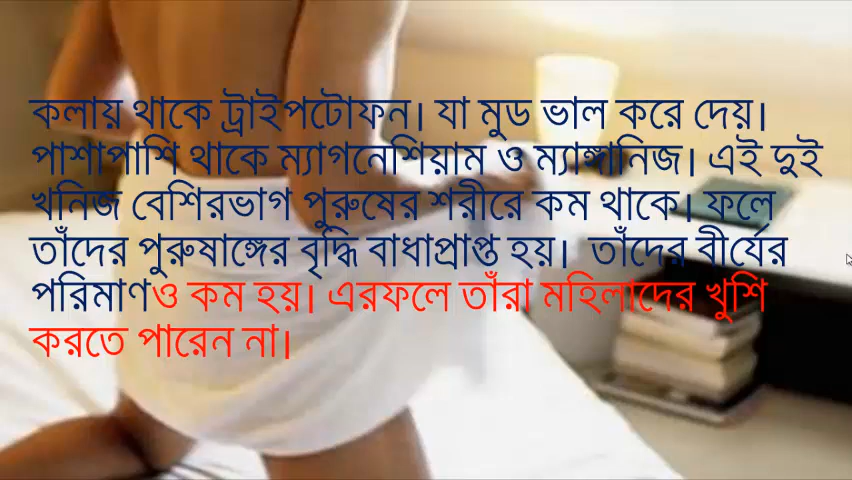 কলায় থাকে ট্রাইপটোফন। যা মুড ভাল করে দেয়।
পাশাপাশি থাকে ম্যাগনেশিয়াম ও ম্যাঙ্গানিজ। এই দুই
খনিজ বেশিরভাগ পুরুষের শরীরে কম থাকে। ফলে
তাঁদের পুরুষাঙ্গের বৃদ্ধি বাধাপ্রাপ্ত হয়। তাঁদের বীর্যের
পরিমাণও কম হয়। এরফলে তাঁরা মহিলাদের খুশি
করতে পারেন না।